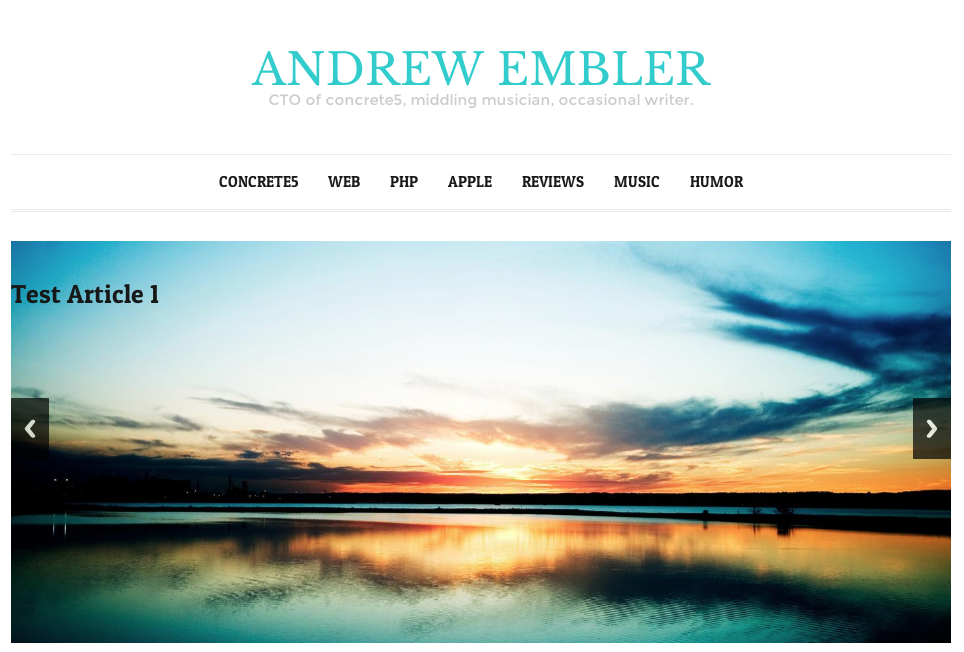 ANDREW EMBLER
CTO of concrete5, middling musician, occasional writer.
CONCRETE5 WEB PHP APPLE REVIEWS MUSIC HUMOR
Test Article 1